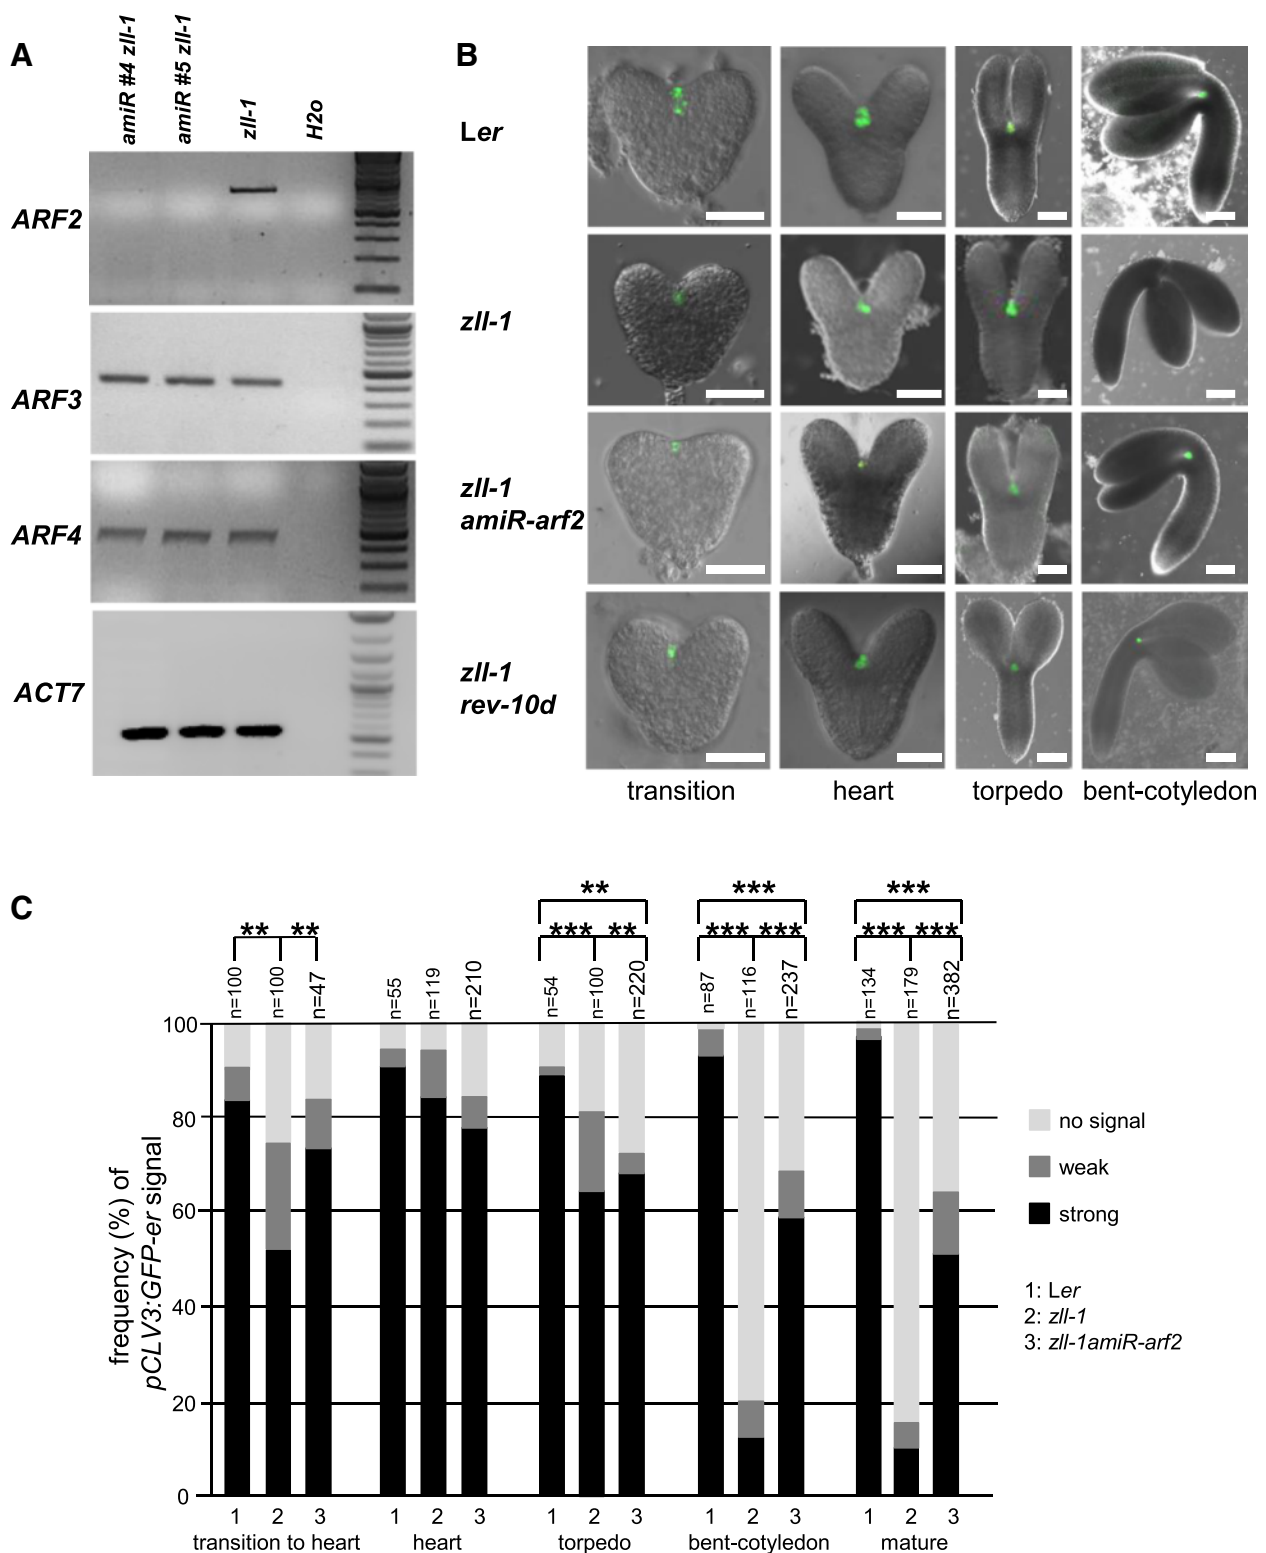 A
amiR #4 zll-1
amiR #5 zll-1
zll-1
H2o
ARF2
ARF3
ARF4
ACT7
B
Ler
zll-1
zll-1
amiR-arf2
zll-1
rev-10d
transition heart torpedo bent-cotyledon
C
** *** ***
** ** *** ** *** *** *** ***
n=100 n=100 n=47 n=55 n=119 n=210 n=54 n=100 n=220 n=87 n=116 n=237 n=134 n=179 n=382
frequency (%) of
pCLV3:GFP-er signal
100
80
60
40
20
0
1 2 3 1 2 3 1 2 3 1 2 3 1 2 3
transition to heart heart torpedo bent-cotyledon mature
no signal
weak
strong
1: Ler
2: zll-1
3: zll-1amiR-arf2